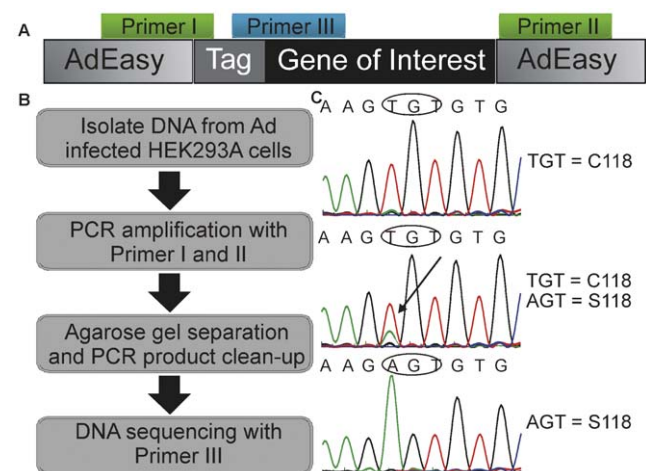 A
Primer I
Primer III
Primer II
AdEasy
Tag
Gene of Interest
AdEasy
B
Isolate DNA from Ad
infected HEK293A cells
PCR amplification with
Primer I and II
Agarose gel separation
and PCR product clean-up
DNA sequencing with
Primer III
C
A A G T G T G T G
TGT = C118
A A G T G T G T G
TGT = C118
AGT = S118
A A G A G T G T G
AGT = S118